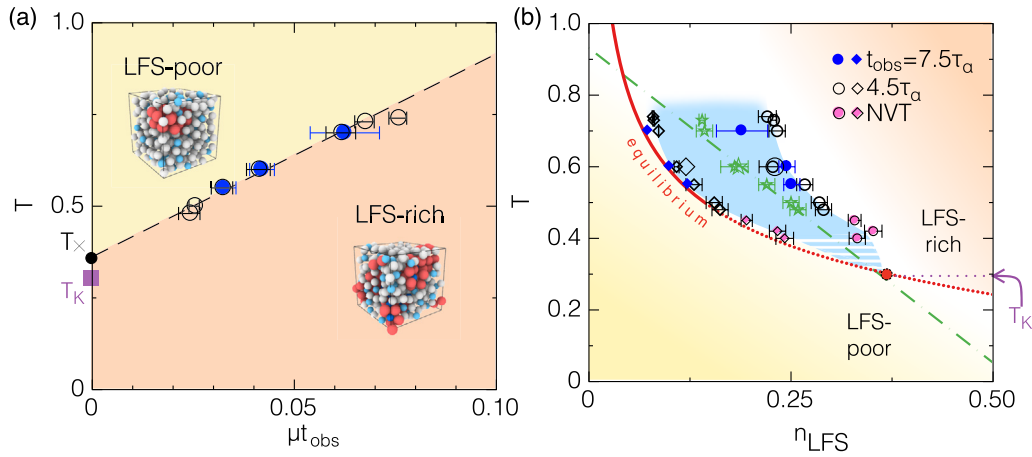 (a)
1.0
T
0.5
T×
TK
0
LFS-poor
LFS-rich
0
0.05
0.10
μtobs
(b)
1.0
0.8
0.6
T
0.4
0.2
0
tobs=7.5τα
4.5τα
NVT
equilibrium
LFS-
rich
LFS-
poor
TK
0
0.25
0.50
nLFS